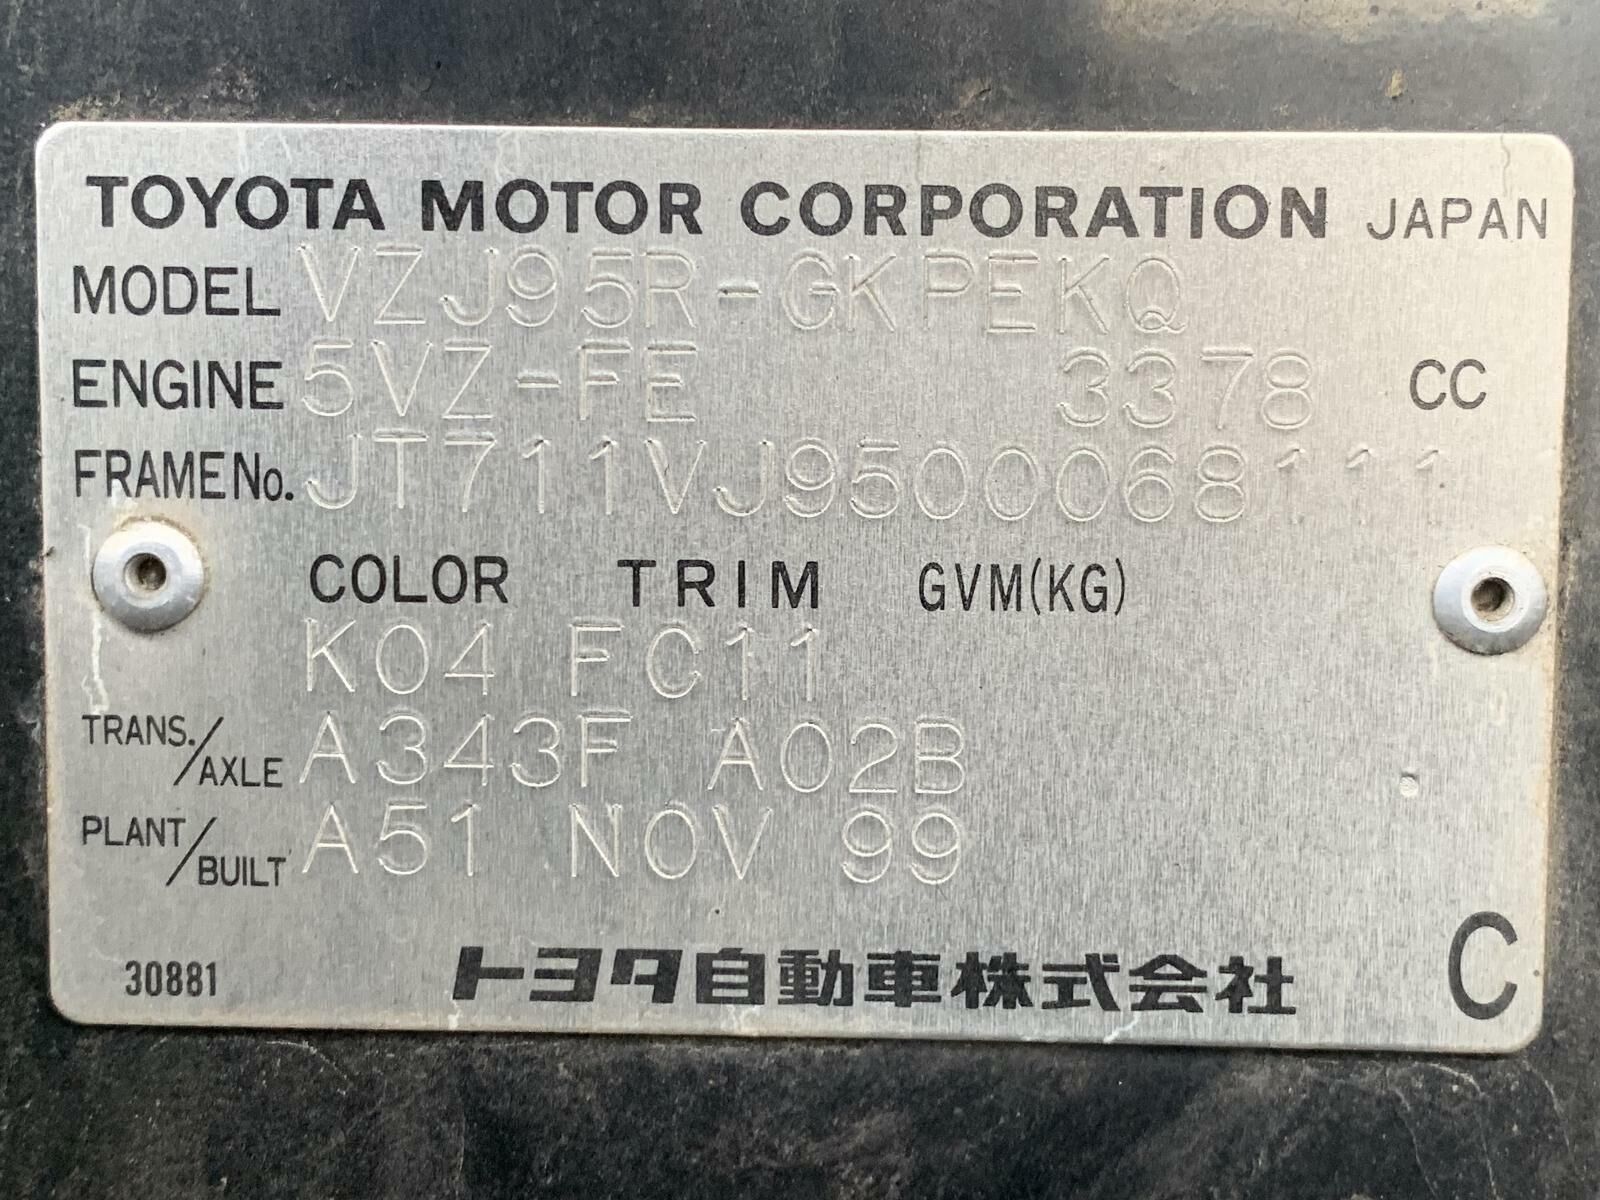 TOYOTA MOTOR CORPORATION JAPAN
MODEL VZJ95R-GKPEKQ
ENGINE 5VZ-FE 3378 CC
FRAME No. JT711VJ9500068111
COLOR TRIM GVM(KG)
K04 FC11
TRANS./AXLE A343F A02B
PLANT/BUILT A51 NOV 99
30881 トヨタ自動車株式会社 C